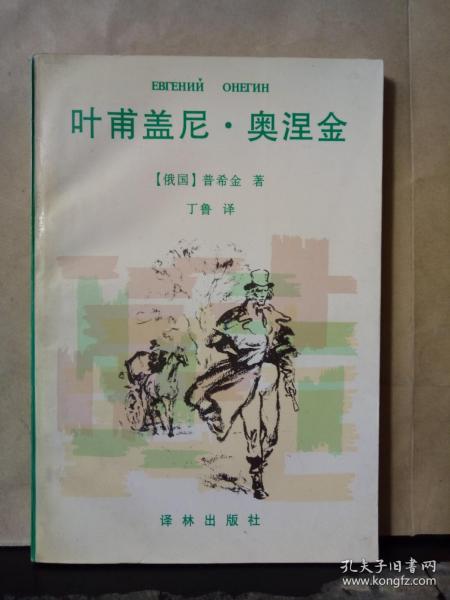 ЕВГЕНИЙ ОНЕГИН
叶甫盖尼·奥涅金
【俄国】普希金 著
丁鲁 译
译林出版社
孔夫子旧书网
www.kongfz.com